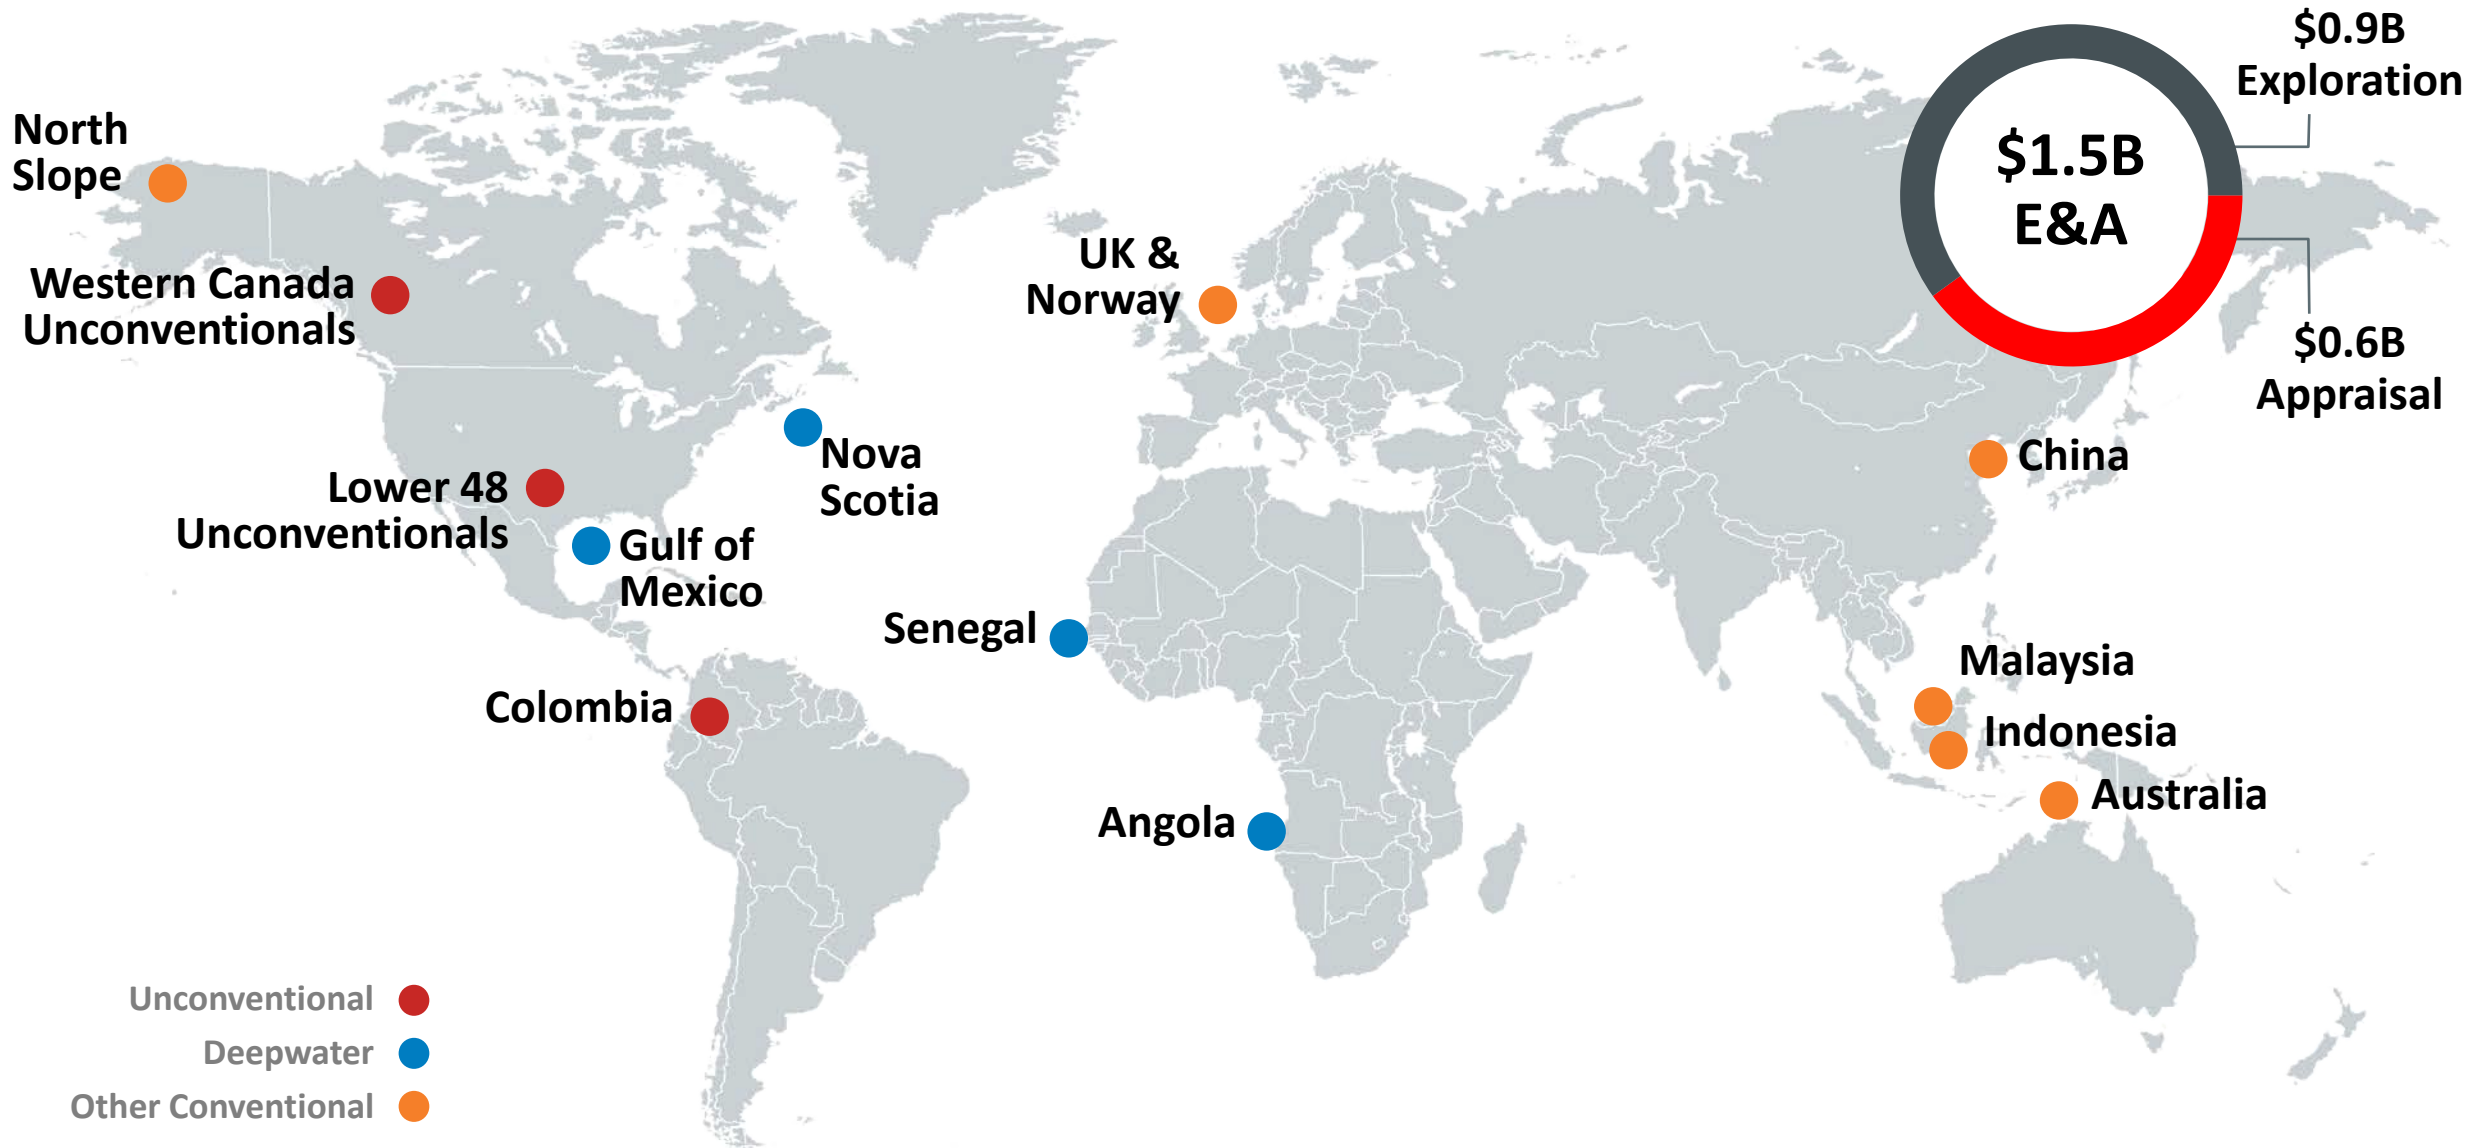 $0.9B
Exploration
$1.5B
E&A
$0.6B
Appraisal
North
Slope
Western Canada
Unconventionals
UK &
Norway
Nova
Scotia
Lower 48
Unconventionals
Gulf of
Mexico
China
Senegal
Malaysia
Colombia
Indonesia
Australia
Angola
Unconventional
Deepwater
Other Conventional